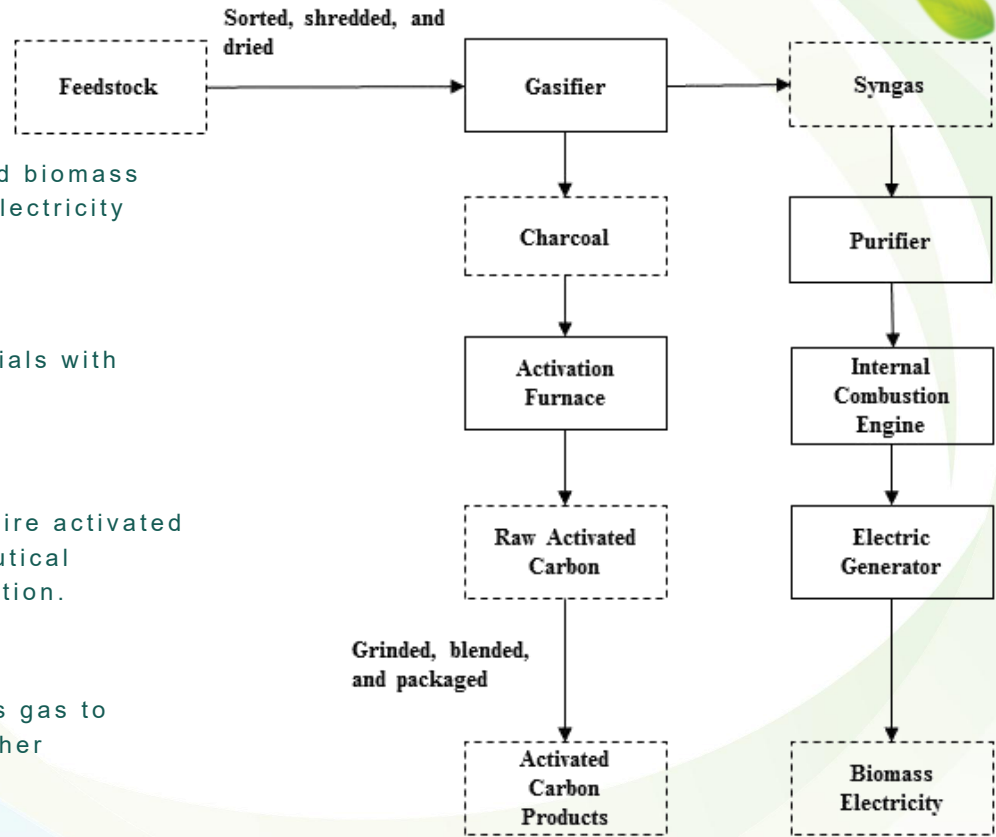 Sorted, shredded, and
dried
Feedstock
Gasifier
Syngas
biomass
lectricity
Charcoal
Purifier
ials with
Activation
Furnace
Internal
Combustion
Engine
ire activated
utical
tion.
Raw Activated
Carbon
Electric
Generator
Grinded, blended,
and packaged
s gas to
her
Activated
Carbon
Products
Biomass
Electricity